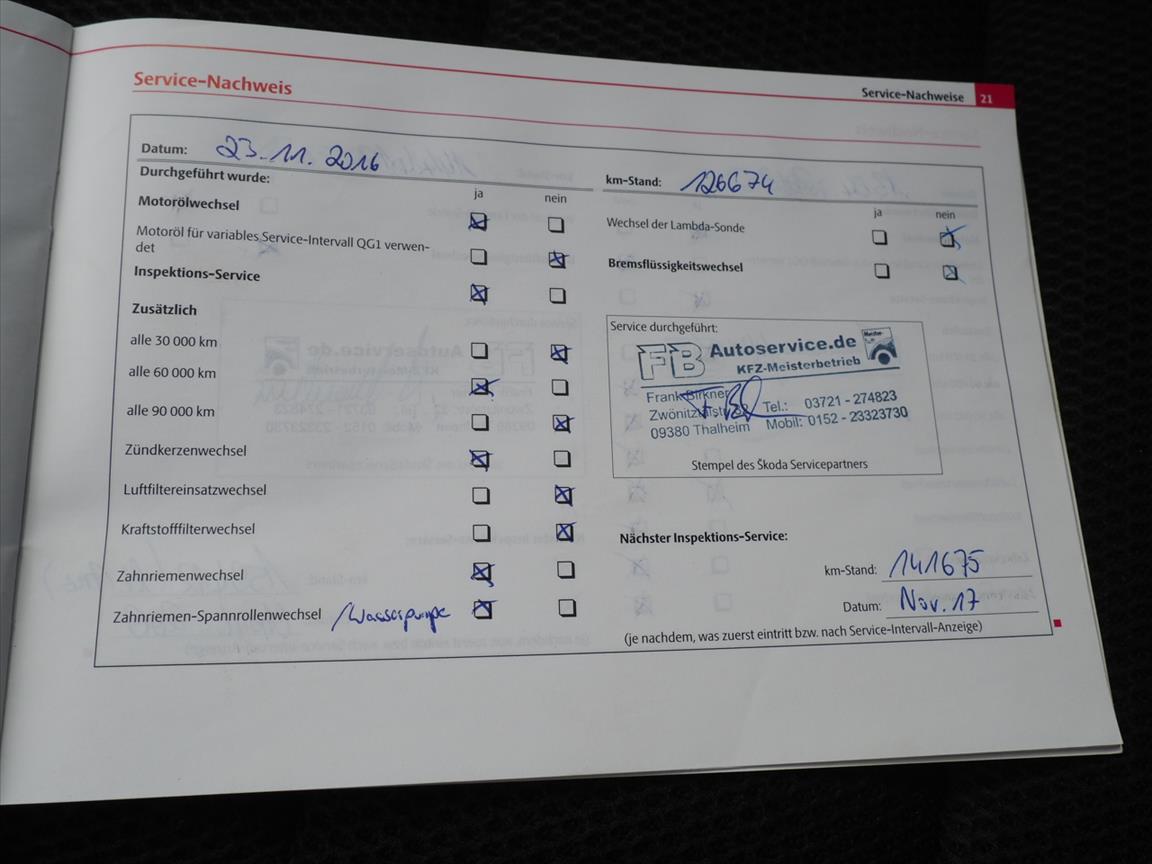 Service-Nachweis
Service-Nachweise 21
Datum: 23.11.2016
Durchgeführt wurde:
ja nein
Motorölwechsel
Motoröl für variables Service-Intervall QG1 verwen-
det
Inspektions-Service
Zusätzlich
alle 30 000 km
alle 60 000 km
alle 90 000 km
Zündkerzenwechsel
Luftfiltereinsatzwechsel
Kraftstofffilterwechsel
Zahnriemenwechsel
Zahnriemen-Spannrollenwechsel /Wasserpumpe
km-Stand: 126674
ja nein
Wechsel der Lambda-Sonde
Bremsflüssigkeitswechsel
Service durchgeführt:
FB Autoservice.de
KFZ-Meisterbetrieb
Frank Birkner
Tel.: 03721 - 274823
09380 Thalheim Mobil: 0152 - 23323730
Stempel des Škoda Servicepartners
Nächster Inspektions-Service:
km-Stand: 141675
Datum: Nov. 17
(je nachdem, was zuerst eintritt bzw. nach Service-Intervall-Anzeige)